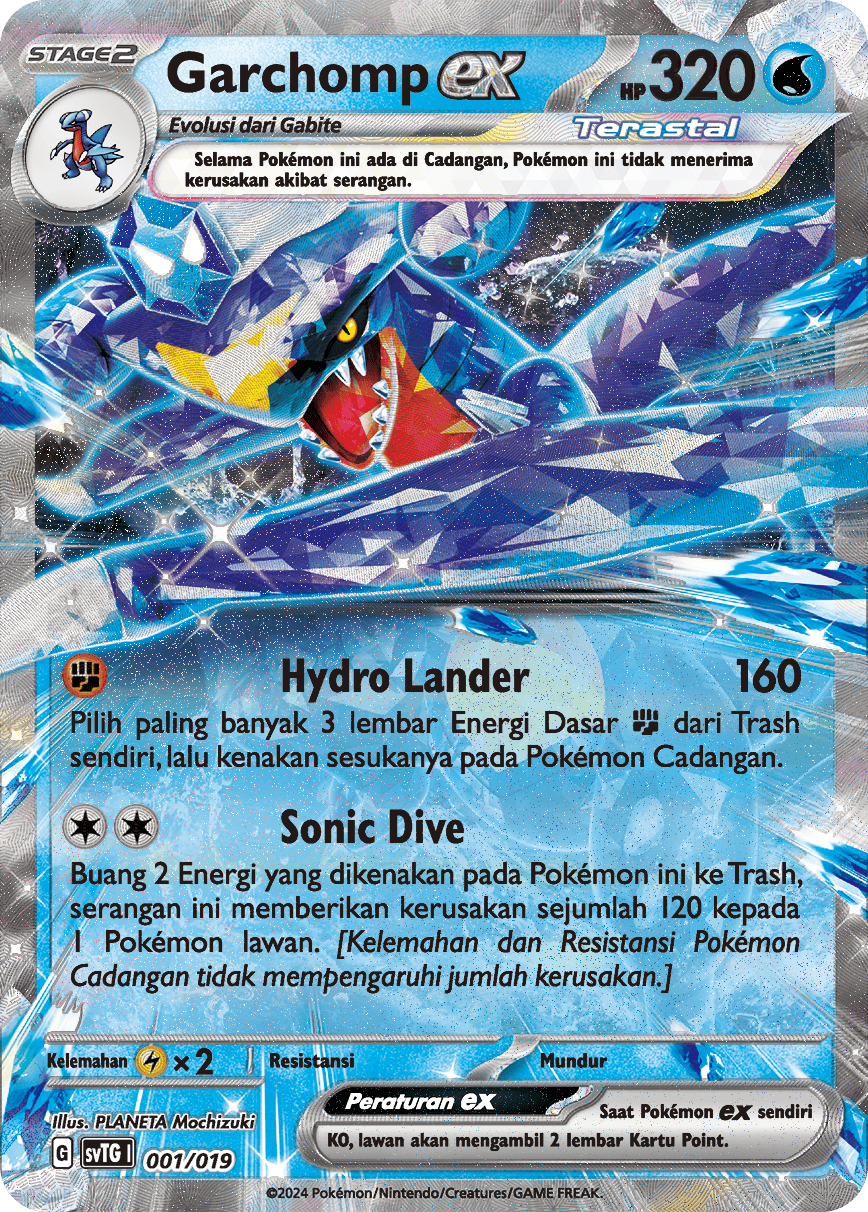 STAGE2
Garchomp ex
HP 320
Evolusi dari Gabite
Terastal
Selama Pokémon ini ada di Cadangan, Pokémon ini tidak menerima
kerusakan akibat serangan.
Hydro Lander 160
Pilih paling banyak 3 lembar Energi Dasar dari Trash
sendiri, lalu kenakan sesukanya pada Pokémon Cadangan.
Sonic Dive
Buang 2 Energi yang dikenakan pada Pokémon ini ke Trash,
serangan ini memberikan kerusakan sejumlah 120 kepada
1 Pokémon lawan. [Kelemahan dan Resistansi Pokémon
Cadangan tidak mempengaruhi jumlah kerusakan.]
Kelemahan ×2 Resistansi Mundur
Peraturan ex
Saat Pokémon ex sendiri
KO, lawan akan mengambil 2 lembar Kartu Point.
Illus. PLANETA Mochizuki
G svTG I 001/019
©2024 Pokémon/Nintendo/Creatures/GAME FREAK.